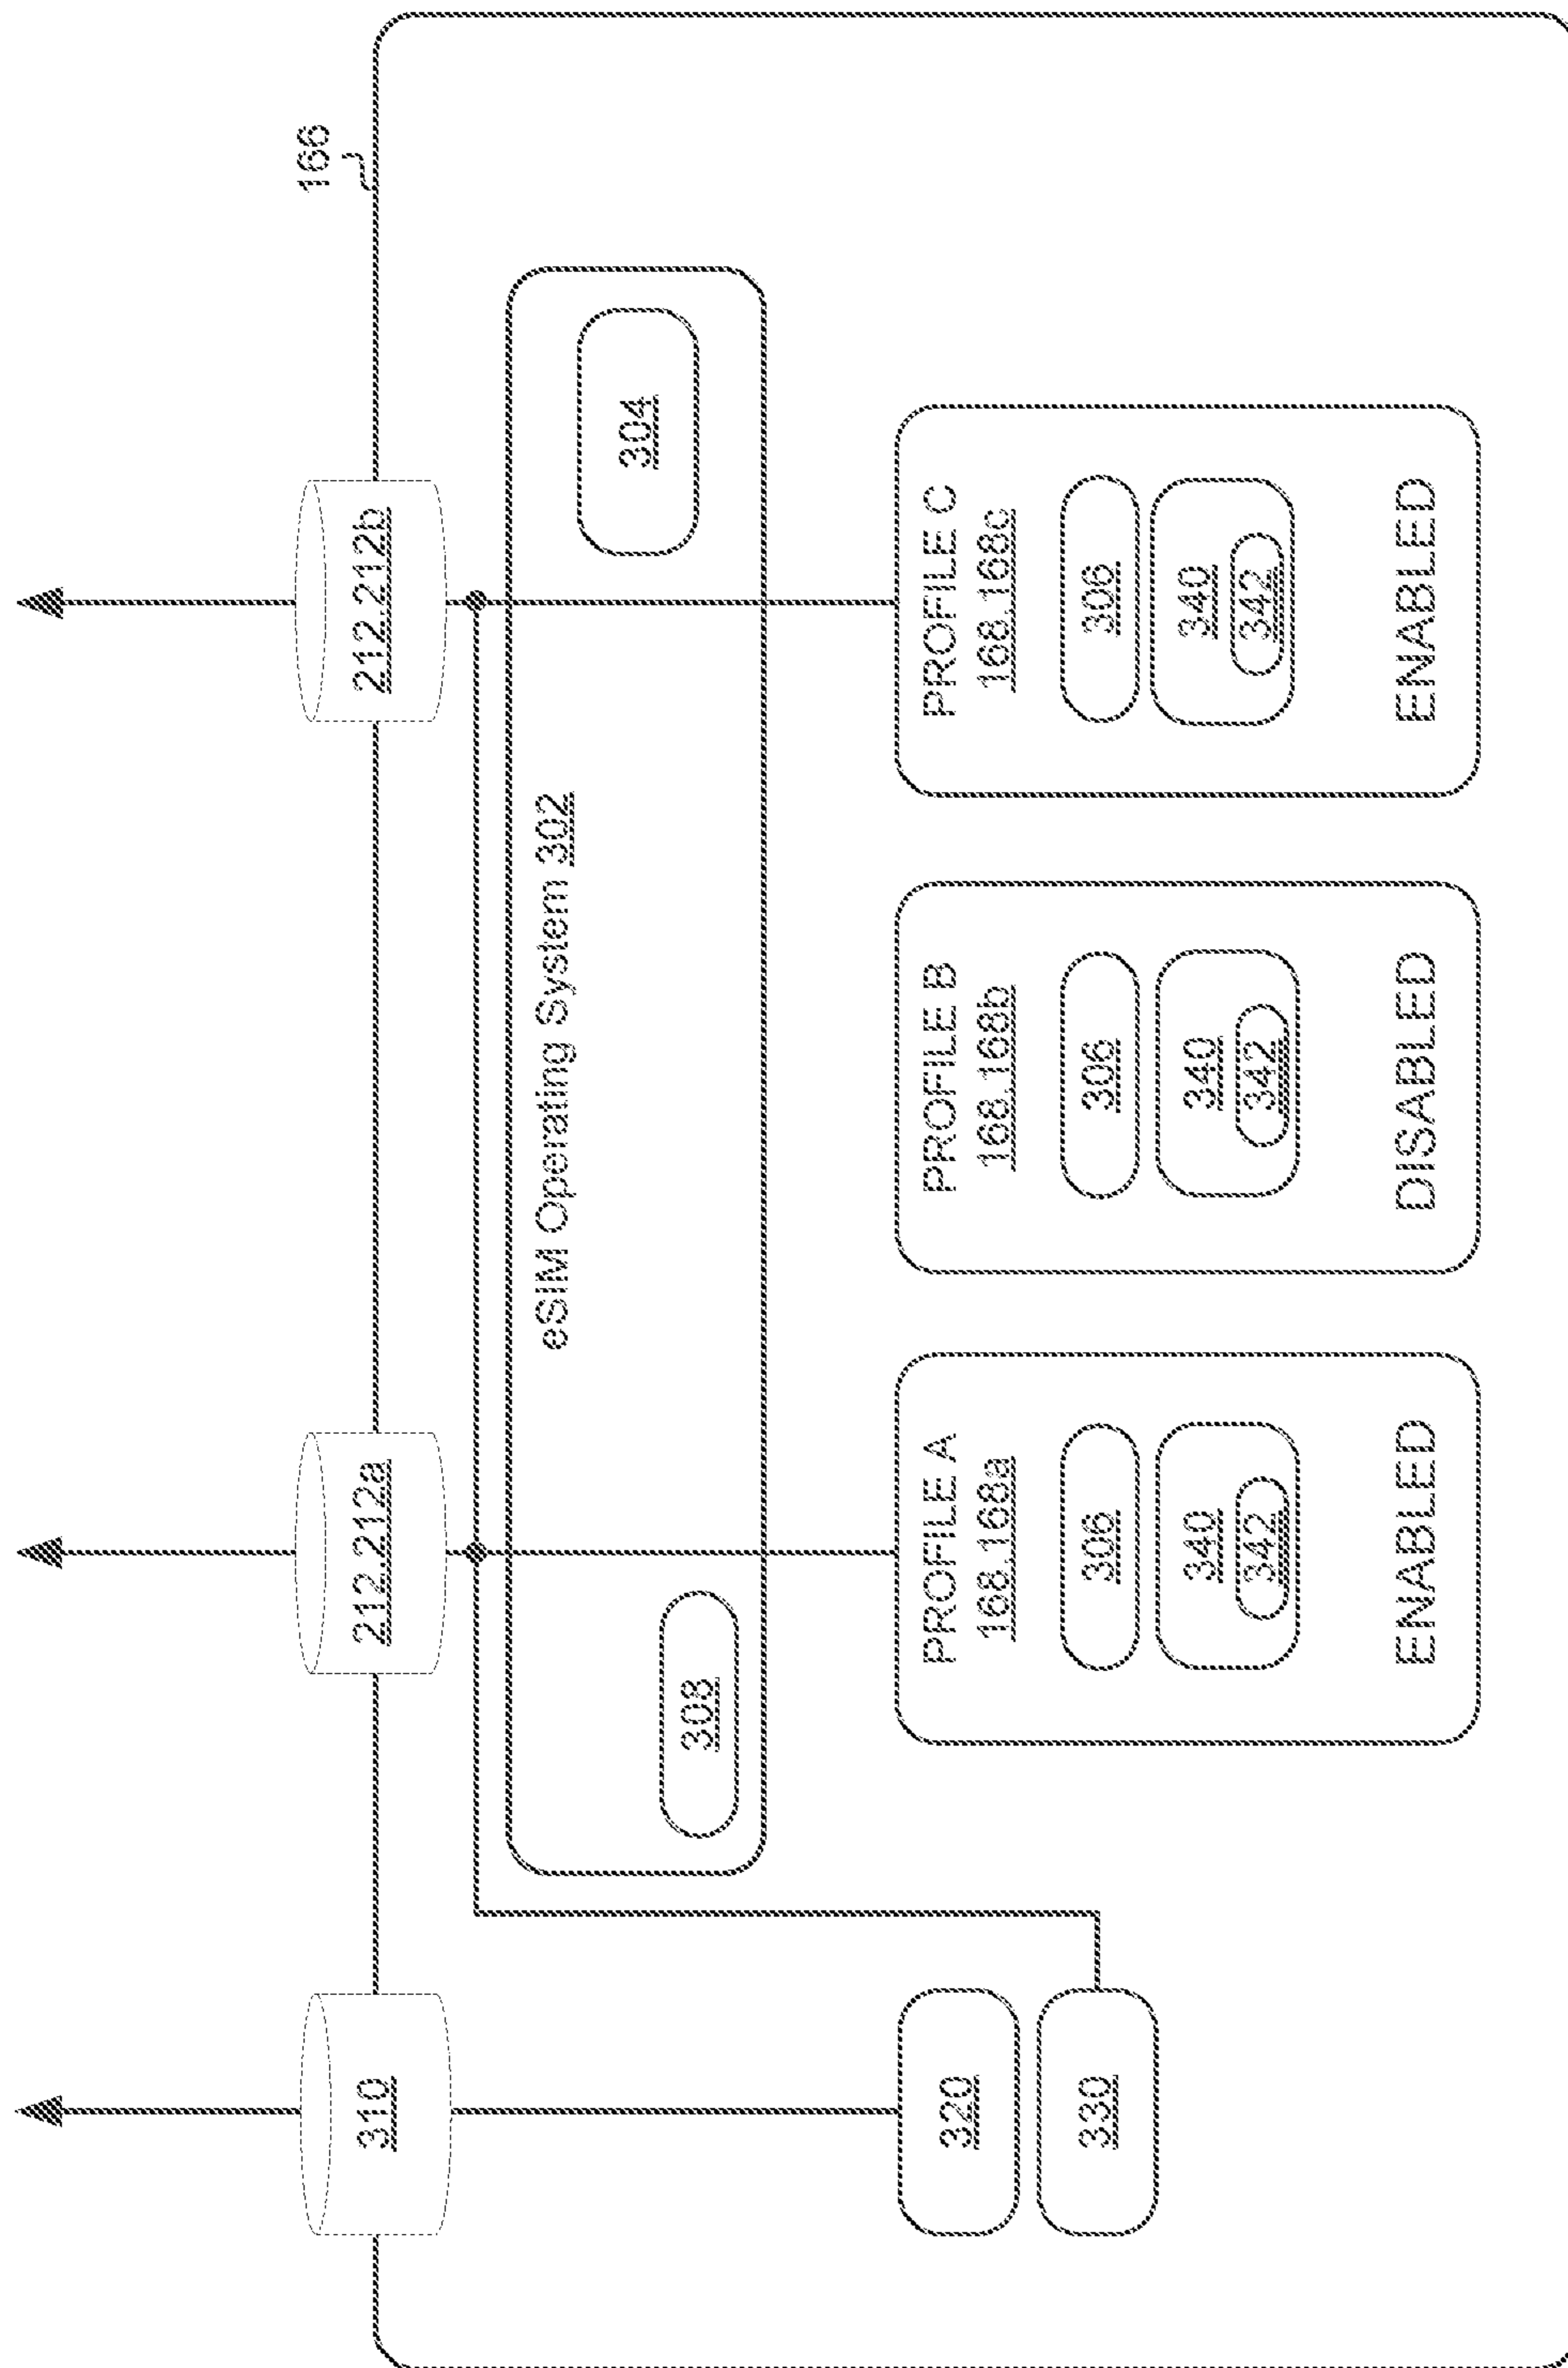 166
310
212,212a
212,212b
eSIM Operating System 302
304
308
320
330
PROFILE A
168,168a
306
340
342
ENABLED
PROFILE B
168,168b
306
340
342
DISABLED
PROFILE C
168,168c
306
340
342
ENABLED